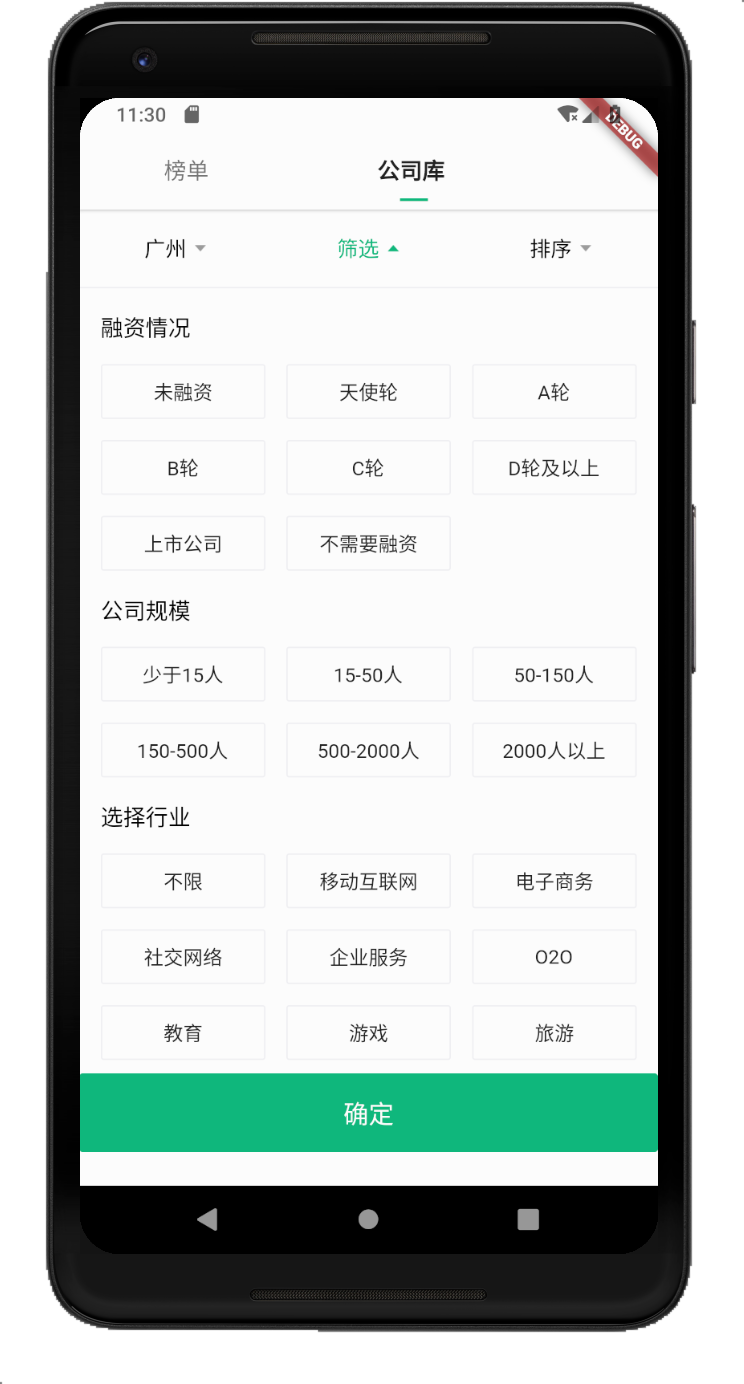 11:30
DEBUG
榜单 公司库
广州 筛选 排序
融资情况
未融资 天使轮 A轮
B轮 C轮 D轮及以上
上市公司 不需要融资
公司规模
少于15人 15-50人 50-150人
150-500人 500-2000人 2000人以上
选择行业
不限 移动互联网 电子商务
社交网络 企业服务 O2O
教育 游戏 旅游
确定